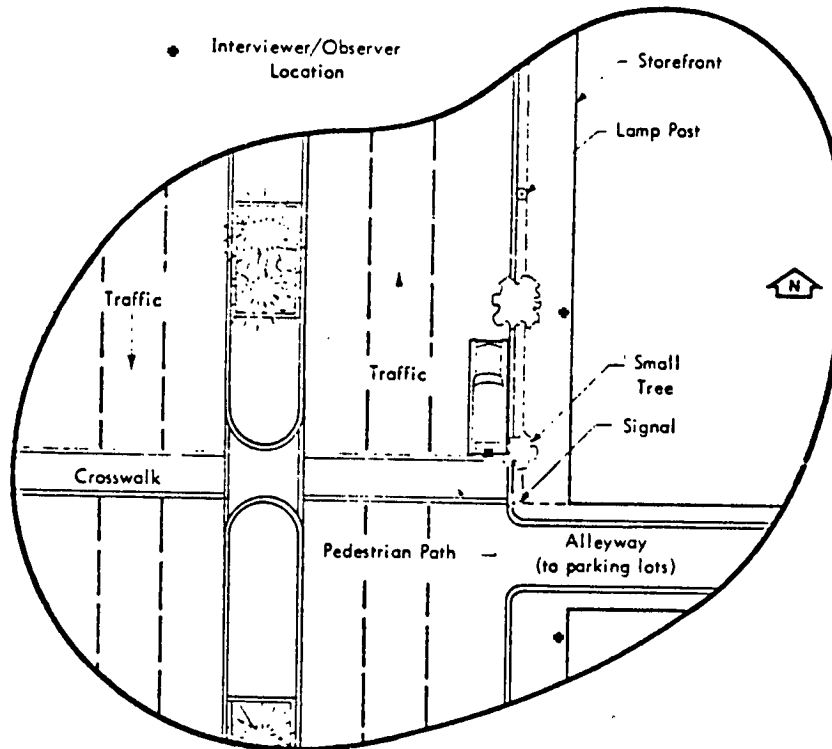 Interviewer/Observer
Location
Storefront
Lamp Post
N
Traffic
Traffic
Small
Tree
Signal
Crosswalk
Pedestrian Path
Alleyway
(to parking lots)